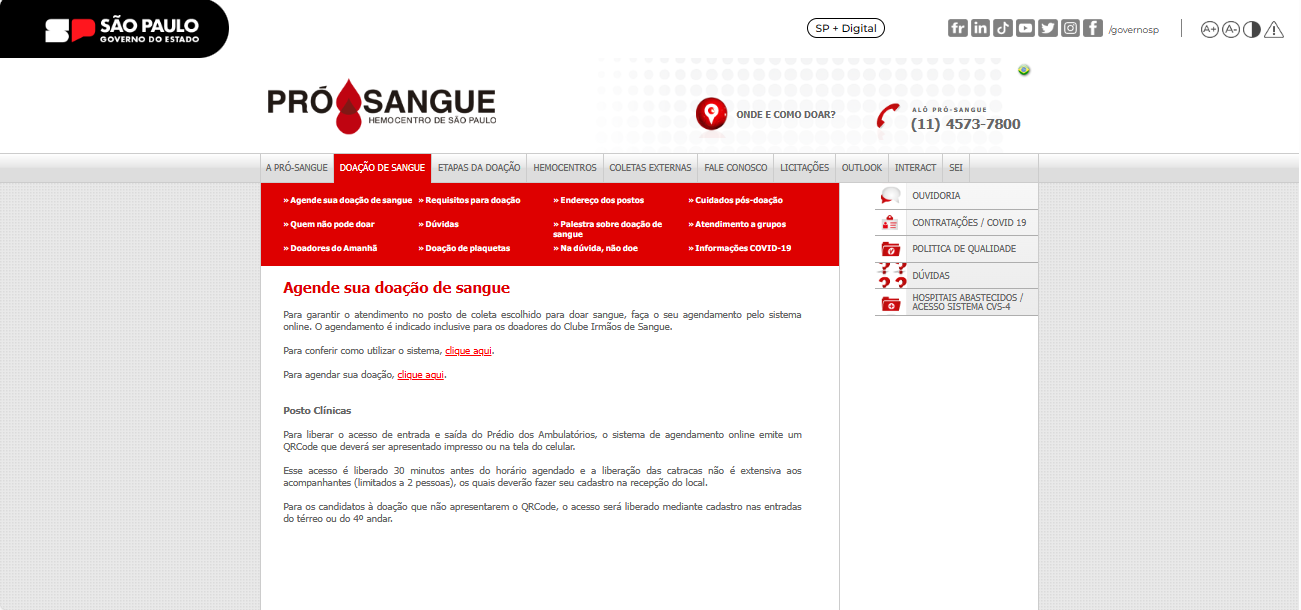 SÃO PAULO
GOVERNO DO ESTADO
SP + Digital
/governosp
A+ A-
PRÓ SANGUE
HEMOCENTRO DE SÃO PAULO
ONDE E COMO DOAR?
ALÔ PRÓ-SANGUE
(11) 4573-7800
A PRÓ-SANGUE DOAÇÃO DE SANGUE ETAPAS DA DOAÇÃO HEMOCENTROS COLETAS EXTERNAS FALE CONOSCO LICITAÇÕES OUTLOOK INTERACT SEI
» Agende sua doação de sangue » Requisitos para doação » Endereço dos postos » Cuidados pós-doação
» Quem não pode doar » Dúvidas » Palestra sobre doação de sangue » Atendimento a grupos
» Doadores do Amanhã » Doação de plaquetas » Na dúvida, não doe » Informações COVID-19
OUVIDORIA
CONTRATAÇÕES / COVID 19
POLITICA DE QUALIDADE
DÚVIDAS
HOSPITAIS ABASTECIDOS /
ACESSO SISTEMA CVS-4
Agende sua doação de sangue
Para garantir o atendimento no posto de coleta escolhido para doar sangue, faça o seu agendamento pelo sistema
online. O agendamento é indicado inclusive para os doadores do Clube Irmãos de Sangue.
Para conferir como utilizar o sistema, clique aqui.
Para agendar sua doação, clique aqui.
Posto Clínicas
Para liberar o acesso de entrada e saída do Prédio dos Ambulatórios, o sistema de agendamento online emite um
QRCode que deverá ser apresentado impresso ou na tela do celular.
Esse acesso é liberado 30 minutos antes do horário agendado e a liberação das catracas não é extensiva aos
acompanhantes (limitados a 2 pessoas), os quais deverão fazer seu cadastro na recepção do local.
Para os candidatos à doação que não apresentarem o QRCode, o acesso será liberado mediante cadastro nas entradas
do térreo ou do 4º andar.